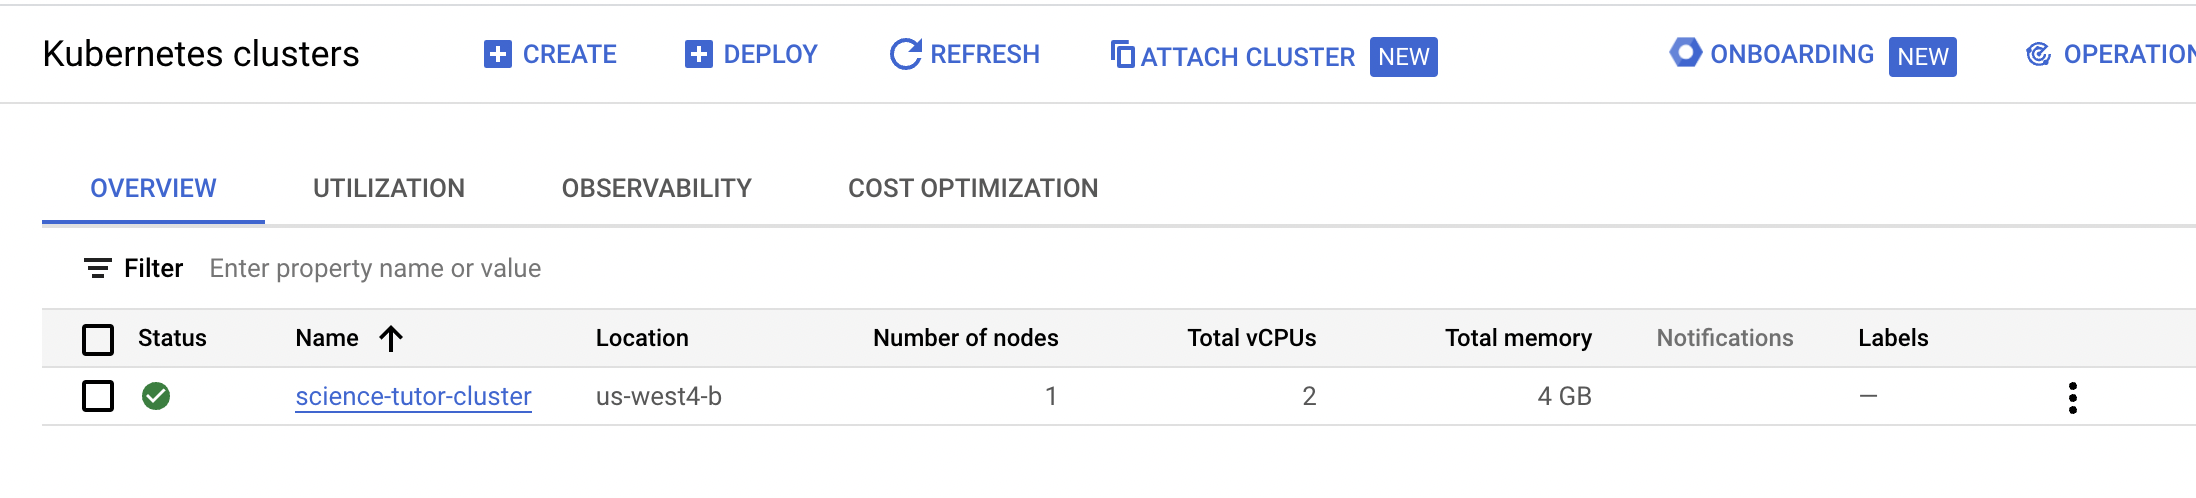 Kubernetes clusters CREATE DEPLOY REFRESH ATTACH CLUSTER NEW ONBOARDING NEW OPERATION
OVERVIEW UTILIZATION OBSERVABILITY COST OPTIMIZATION
Filter Enter property name or value
Status Name Location Number of nodes Total vCPUs Total memory Notifications Labels
science-tutor-cluster us-west4-b 1 2 4 GB —